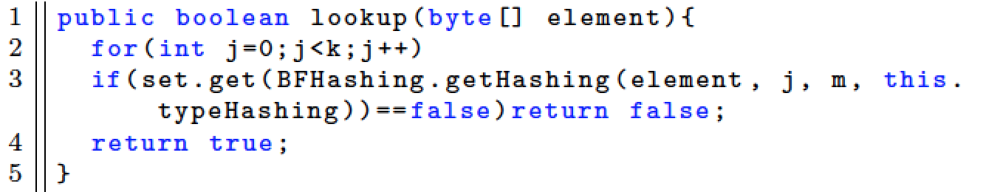 1 public boolean lookup(byte[] element){
2 for(int j=0;j<k;j++)
3 if(set.get(BFHashing.getHashing(element, j, m, this.
typeHashing))==false)return false;
4 return true;
5 }